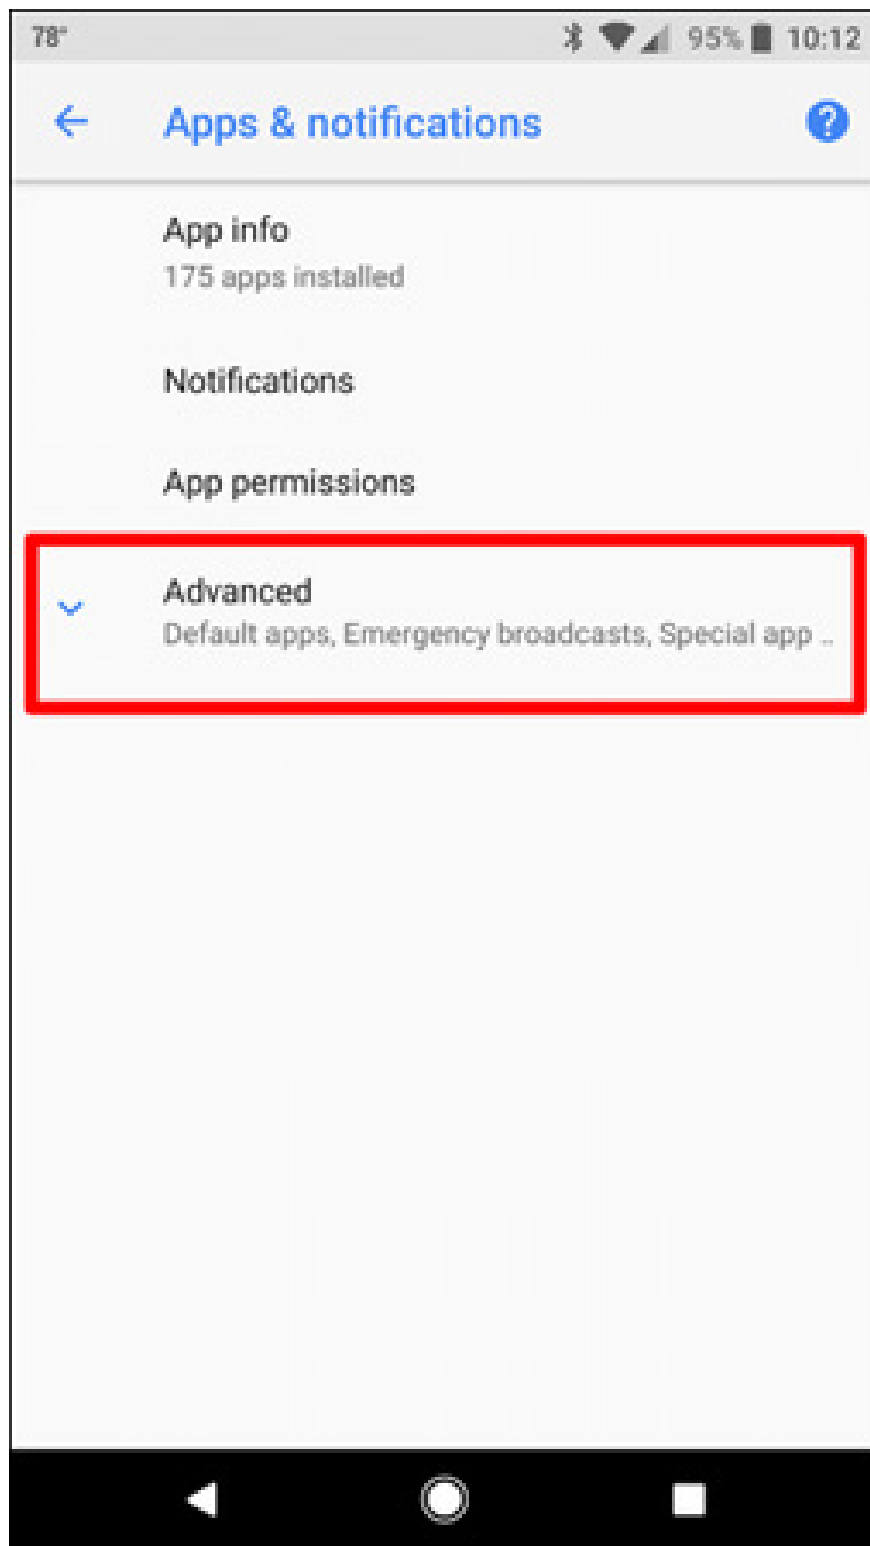 78°
95% 10:12
Apps & notifications
?
App info
175 apps installed
Notifications
App permissions
Advanced
Default apps, Emergency broadcasts, Special app ..